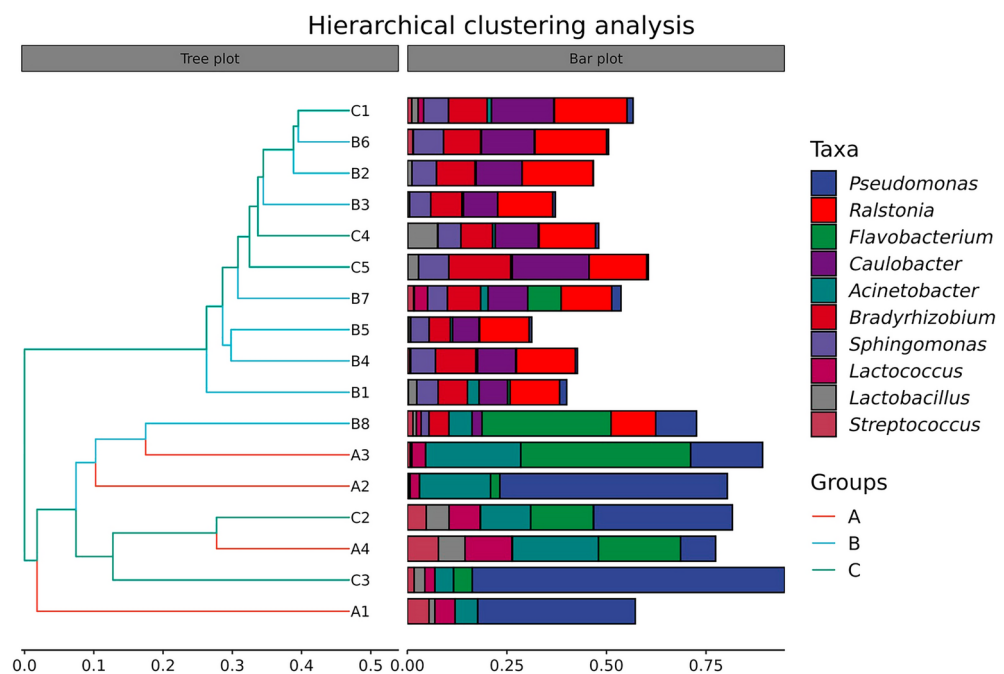 Hierarchical clustering analysis
Tree plot
Bar plot
C1
B6
B2
B3
C4
C5
B7
B5
B4
B1
B8
A3
A2
C2
A4
C3
A1
0.0 0.1 0.2 0.3 0.4 0.5
0.00 0.25 0.50 0.75
Taxa
Pseudomonas
Ralstonia
Flavobacterium
Caulobacter
Acinetobacter
Bradyrhizobium
Sphingomonas
Lactococcus
Lactobacillus
Streptococcus
Groups
A
B
C